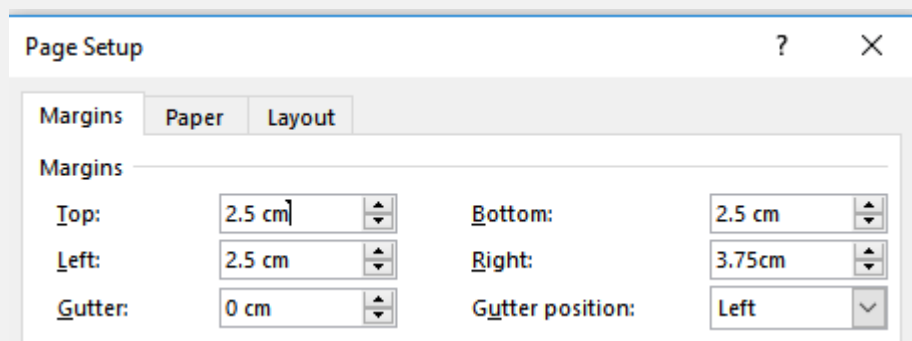 Page Setup ?
Margins Paper Layout
Margins
Top: 2.5 cm Bottom: 2.5 cm
Left: 2.5 cm Right: 3.75cm
Gutter: 0 cm Gutter position: Left